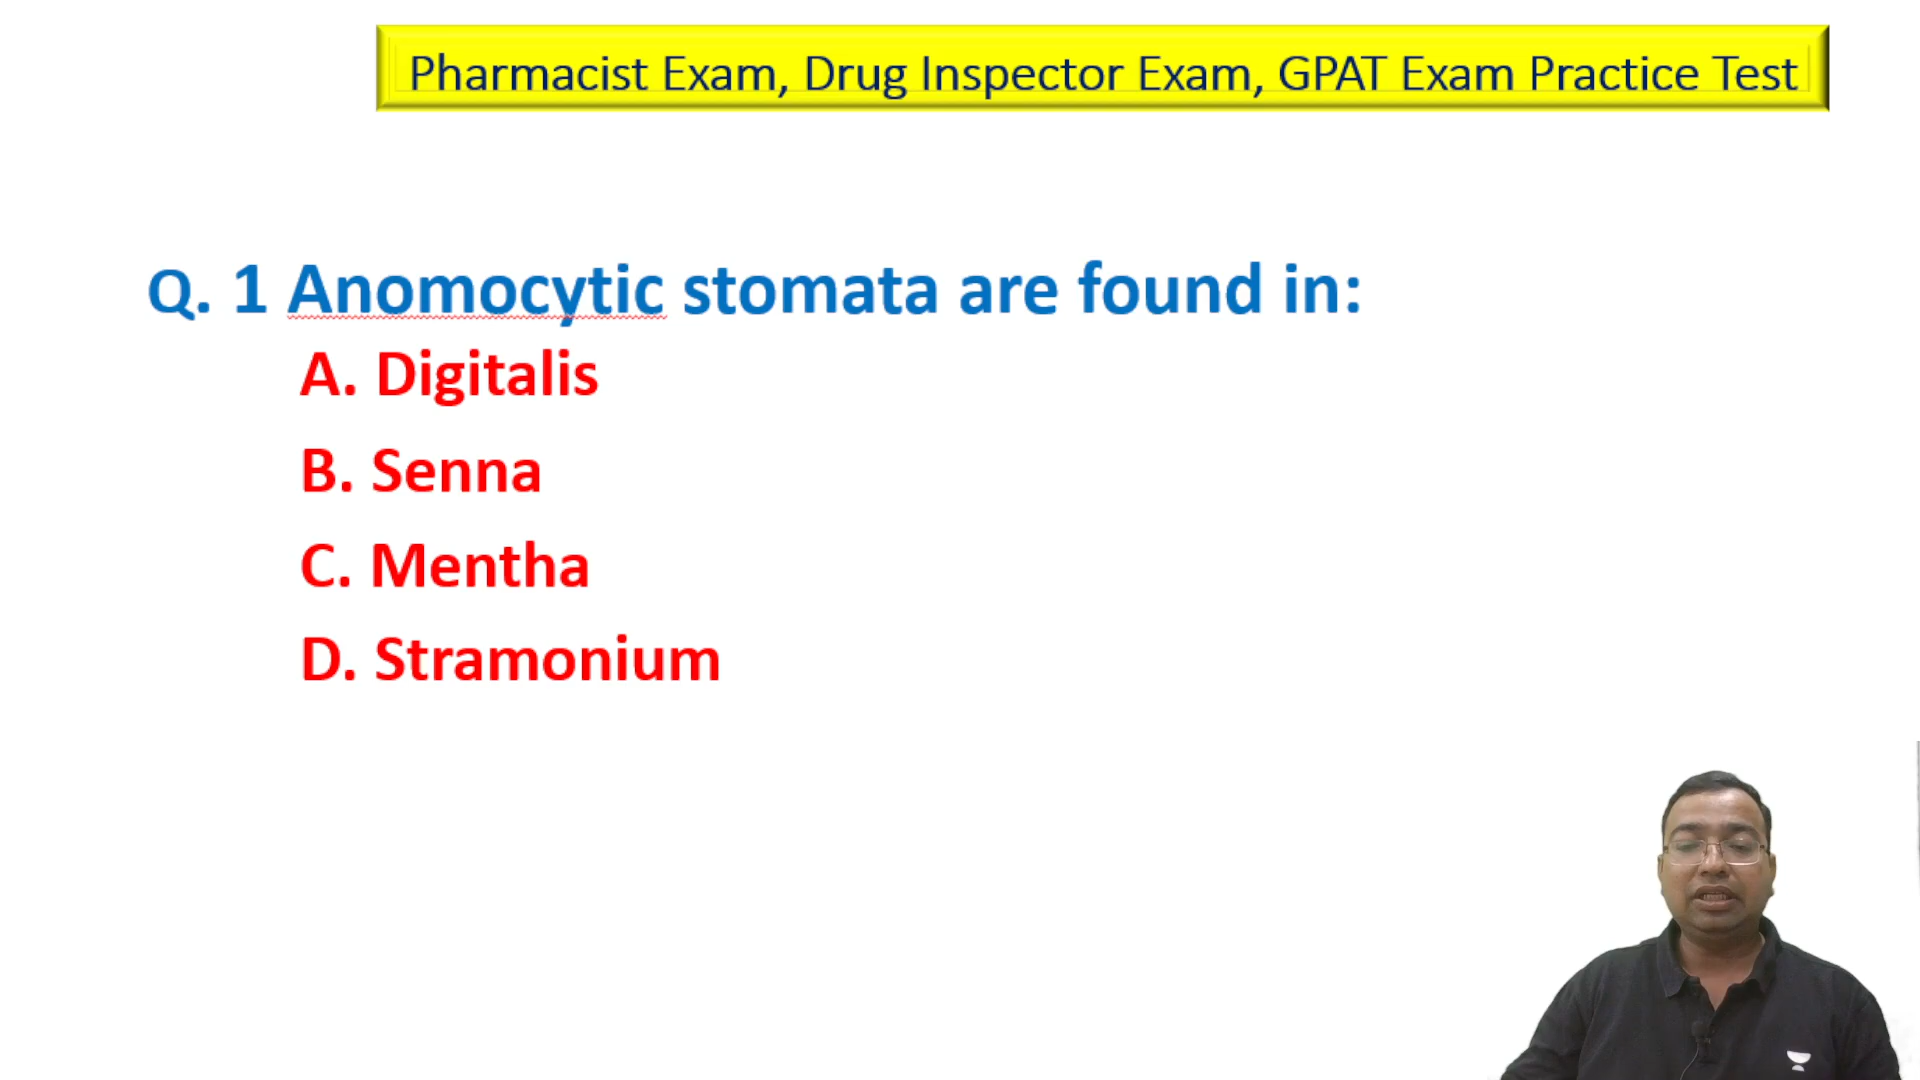 Pharmacist Exam, Drug Inspector Exam, GPAT Exam Practice Test
Q. 1 Anomocytic stomata are found in:
A. Digitalis
B. Senna
C. Mentha
D. Stramonium